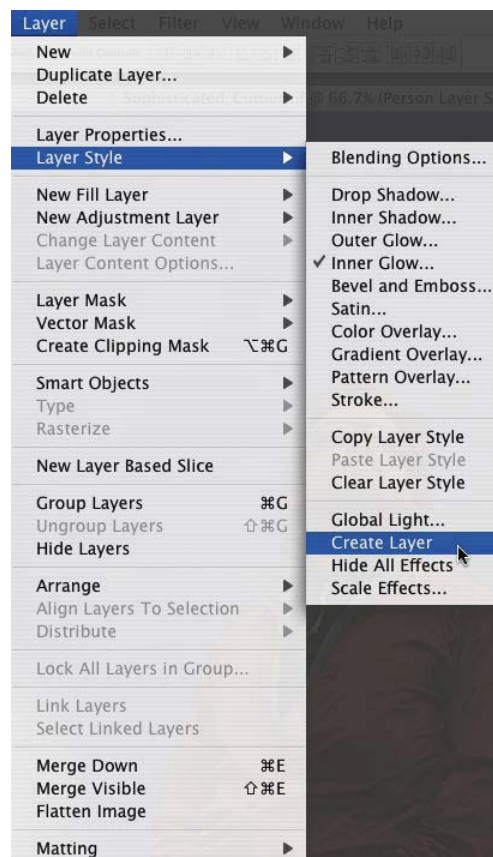 Layer Select Filter View Window Help
New
Duplicate Layer...
Delete
Sophisticated_Cutout @ 66.7% (Person Layer S
Layer Properties...
Layer Style
New Fill Layer
New Adjustment Layer
Change Layer Content
Layer Content Options...
Layer Mask
Vector Mask
Create Clipping Mask ⌥⌘G
Smart Objects
Type
Rasterize
New Layer Based Slice
Group Layers ⌘G
Ungroup Layers ⇧⌘G
Hide Layers
Arrange
Align Layers To Selection
Distribute
Lock All Layers in Group...
Link Layers
Select Linked Layers
Merge Down ⌘E
Merge Visible ⇧⌘E
Flatten Image
Matting
Blending Options...
Drop Shadow...
Inner Shadow...
Outer Glow...
✓ Inner Glow...
Bevel and Emboss...
Satin...
Color Overlay...
Gradient Overlay...
Pattern Overlay...
Stroke...
Copy Layer Style
Paste Layer Style
Clear Layer Style
Global Light...
Create Layer
Hide All Effects
Scale Effects...